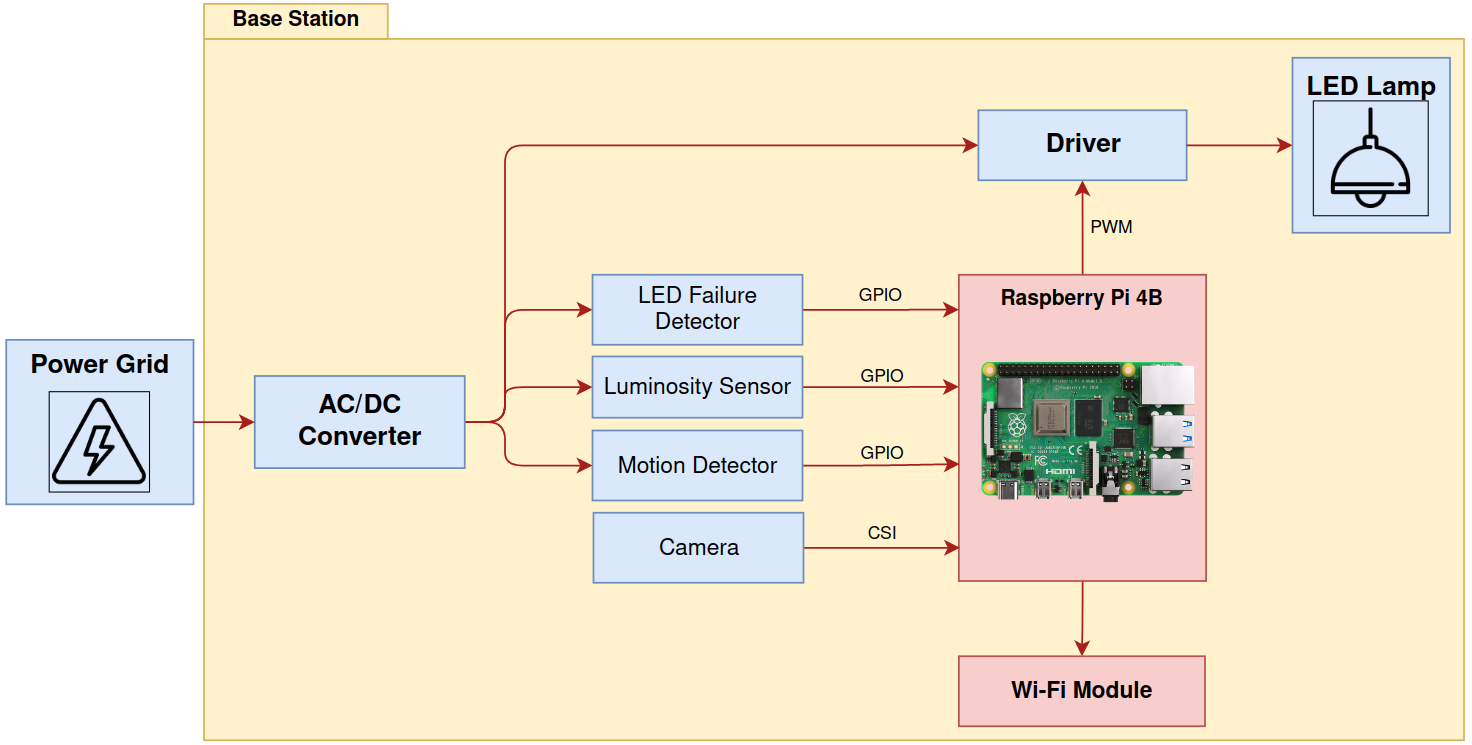 Base Station
LED Lamp
Driver
PWM
LED Failure
Detector
GPIO
Raspberry Pi 4B
Power Grid
Luminosity Sensor
GPIO
AC/DC
Converter
Motion Detector
GPIO
HDMI
Camera
CSI
Wi-Fi Module